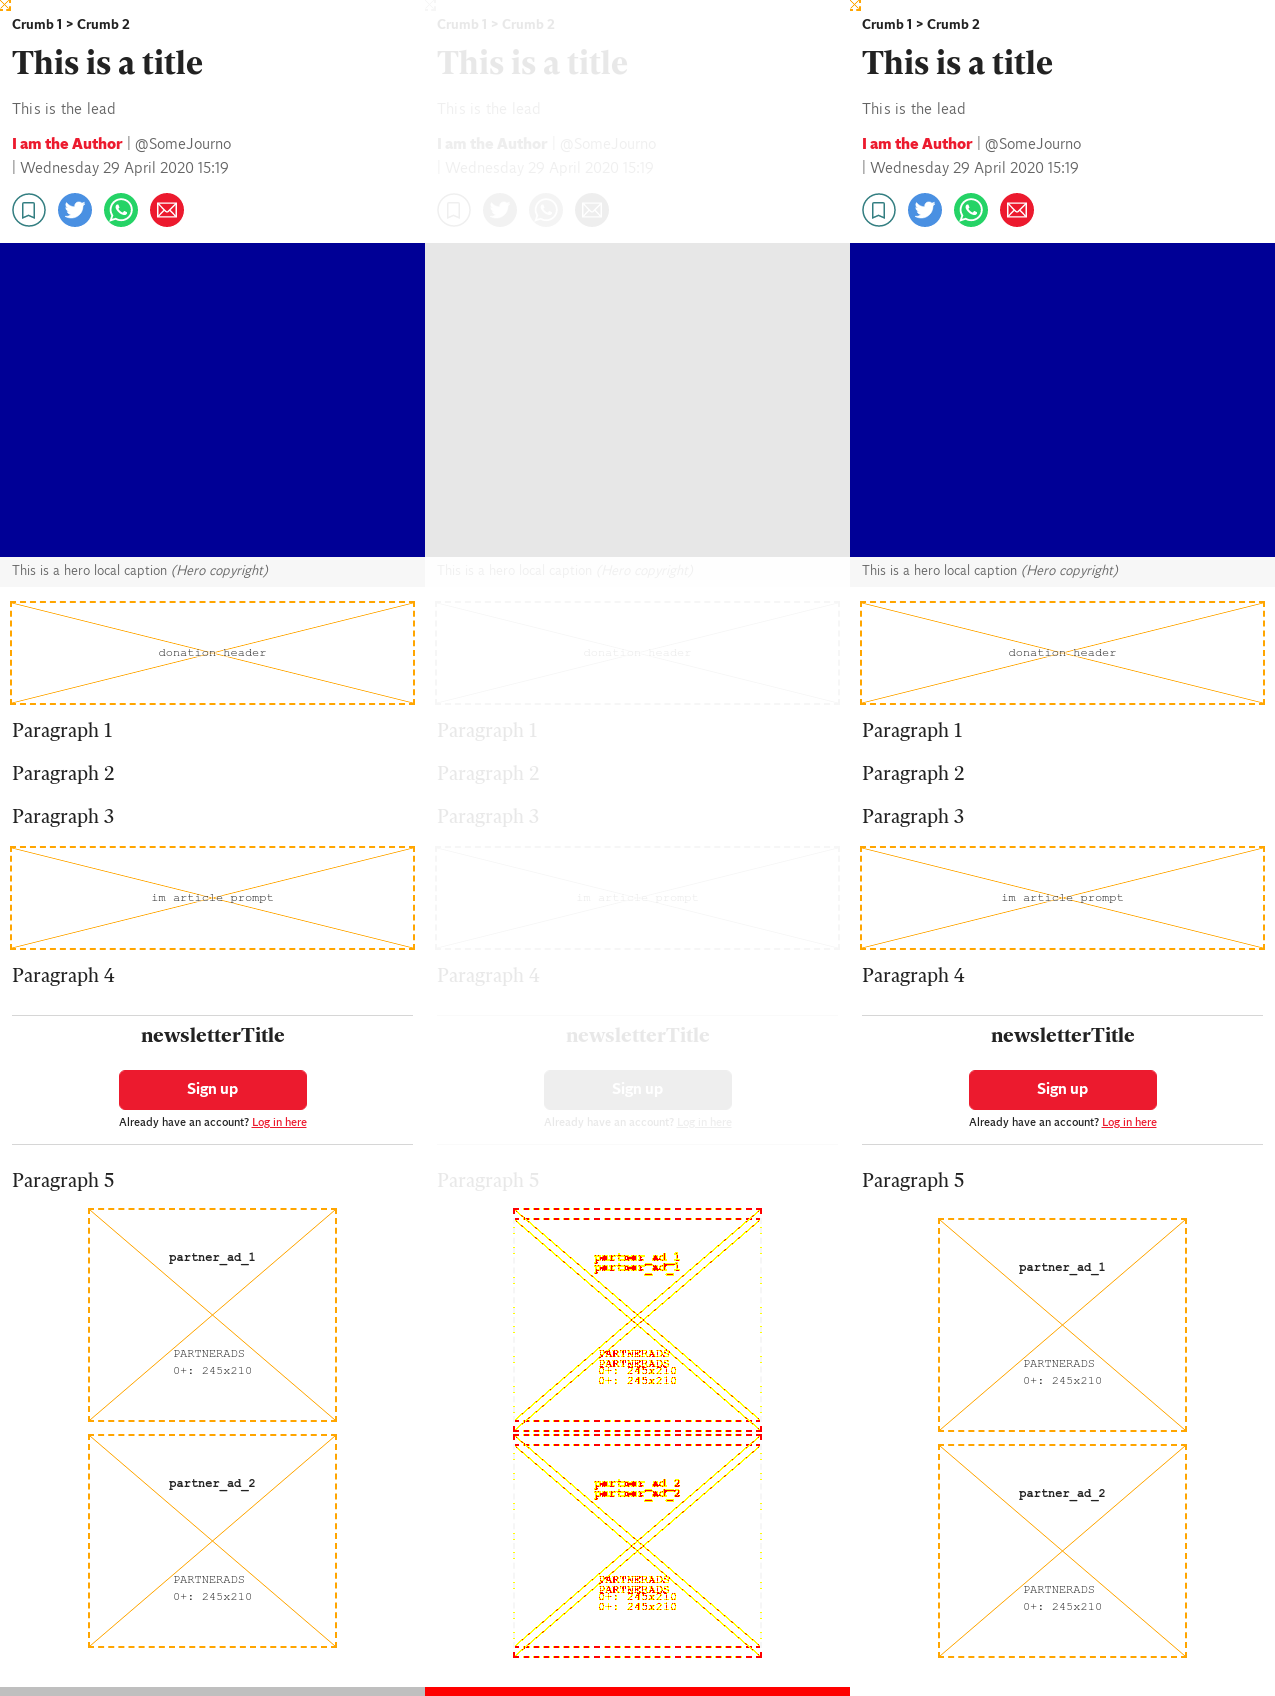 Crumb 1 > Crumb 2
This is a title
This is the lead
I am the Author | @SomeJourno
| Wednesday 29 April 2020 15:19
This is a hero local caption (Hero copyright)
donation header
Paragraph 1
Paragraph 2
Paragraph 3
im article prompt
Paragraph 4
newsletterTitle
Sign up
Already have an account? Log in here
Paragraph 5
partner_ad_1
PARTNERADS
0+: 245x210
partner_ad_2
PARTNERADS
0+: 245x210
Crumb 1 > Crumb 2
This is a title
This is the lead
I am the Author | @SomeJourno
| Wednesday 29 April 2020 15:19
This is a hero local caption (Hero copyright)
donation header
Paragraph 1
Paragraph 2
Paragraph 3
im article prompt
Paragraph 4
newsletterTitle
Sign up
Already have an account? Log in here
Paragraph 5
partner_ad_1
partner_ad_1
PARTNERADS
PARTNERADS
0+: 245x210
0+: 245x210
partner_ad_2
partner_ad_2
PARTNERADS
PARTNERADS
0+: 245x210
0+: 245x210
Crumb 1 > Crumb 2
This is a title
This is the lead
I am the Author | @SomeJourno
| Wednesday 29 April 2020 15:19
This is a hero local caption (Hero copyright)
donation header
Paragraph 1
Paragraph 2
Paragraph 3
im article prompt
Paragraph 4
newsletterTitle
Sign up
Already have an account? Log in here
Paragraph 5
partner_ad_1
PARTNERADS
0+: 245x210
partner_ad_2
PARTNERADS
0+: 245x210